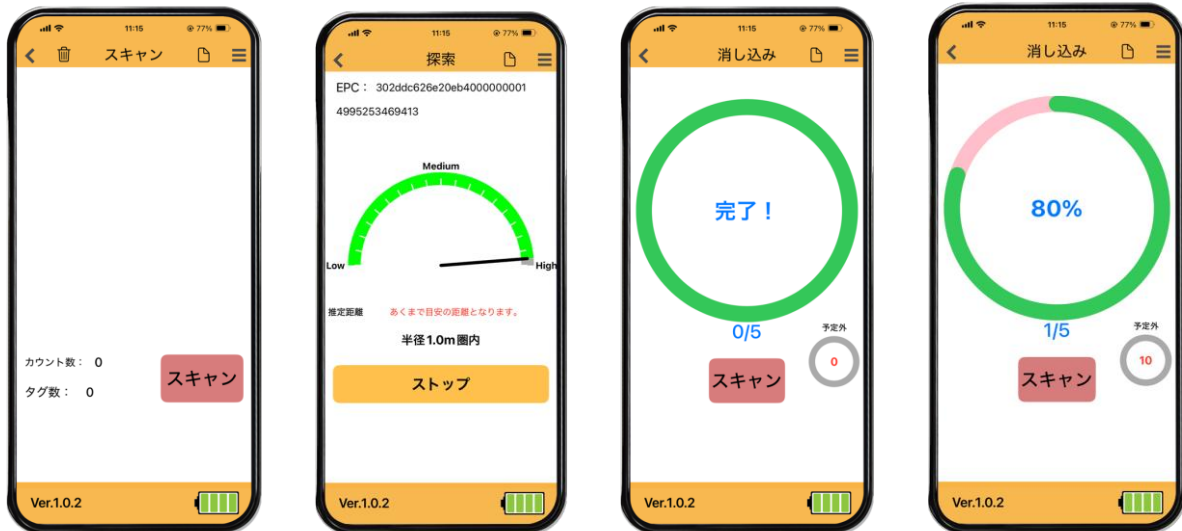 11:15
77%
スキャン
カウント数： 0
タグ数： 0
スキャン
Ver.1.0.2
11:15
77%
探索
EPC： 302ddc626e20eb4000000001
4995253469413
Medium
Low
High
推定距離
あくまで目安の距離となります。
半径1.0m圏内
ストップ
Ver.1.0.2
11:15
77%
消し込み
完了！
0/5
予定外
0
スキャン
Ver.1.0.2
11:15
77%
消し込み
80%
1/5
予定外
10
スキャン
Ver.1.0.2